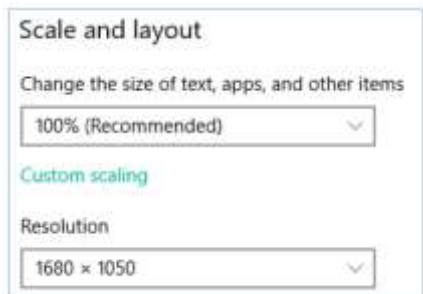 Scale and layout
Change the size of text, apps, and other items
100% (Recommended)
Custom scaling
Resolution
1680 × 1050